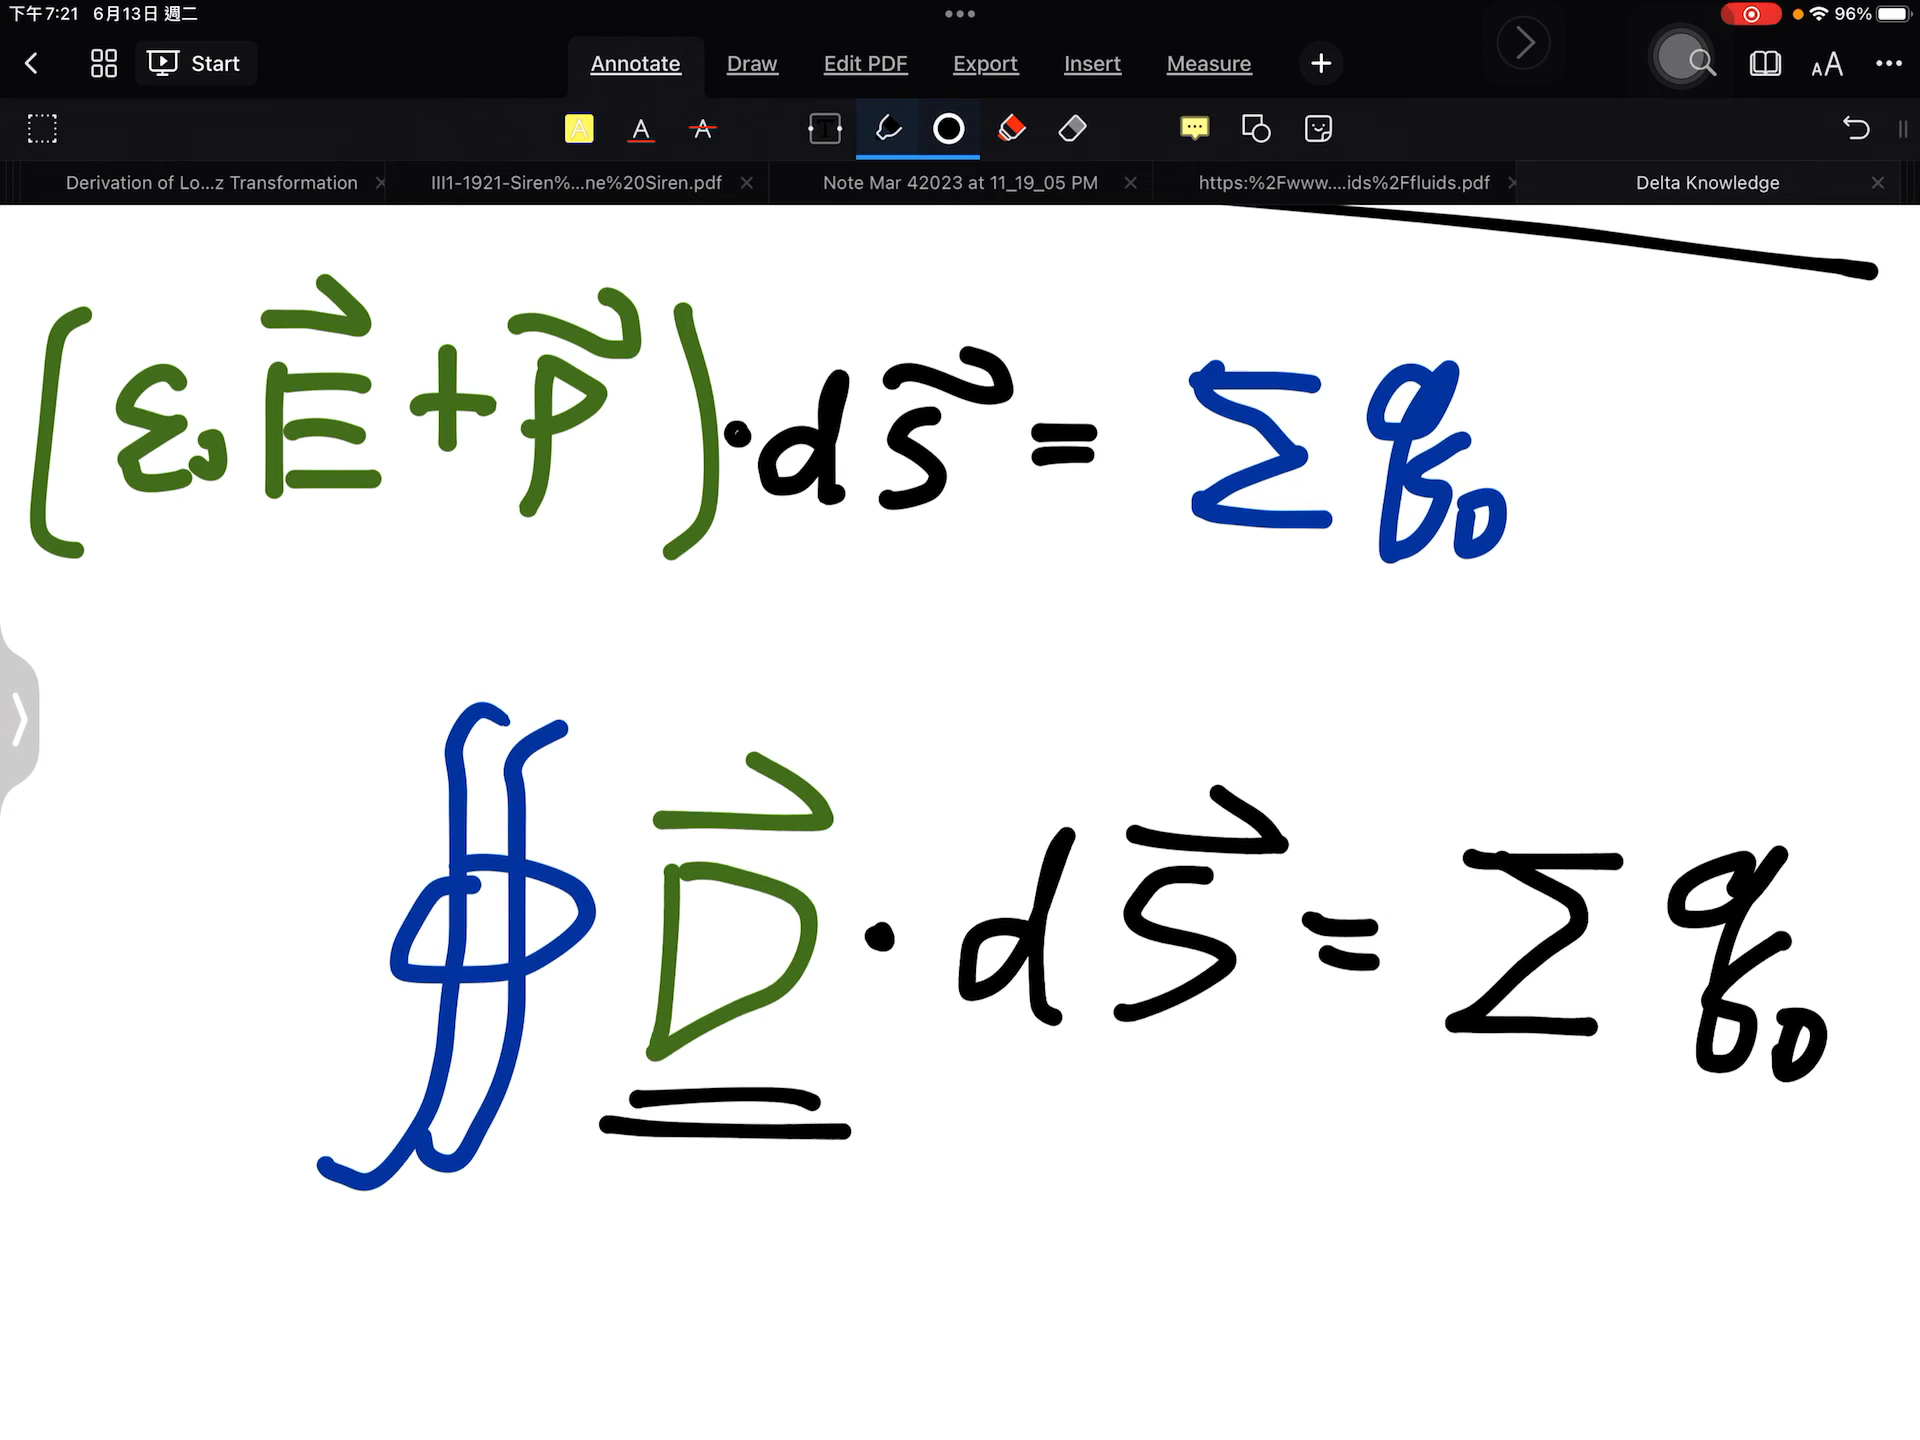 下午7:21 6月13日 週二 96%
Start Annotate Draw Edit PDF Export Insert Measure + AA
A A A T
Derivation of Lo...z Transformation III1-1921-Siren%...ne%20Siren.pdf Note Mar 42023 at 11_19_05 PM https:%2Fwww....ids%2Ffluids.pdf Delta Knowledge
(ε₀E⃗+P⃗)·dS⃗ = Σq₀
∯D⃗·dS⃗ = Σq₀